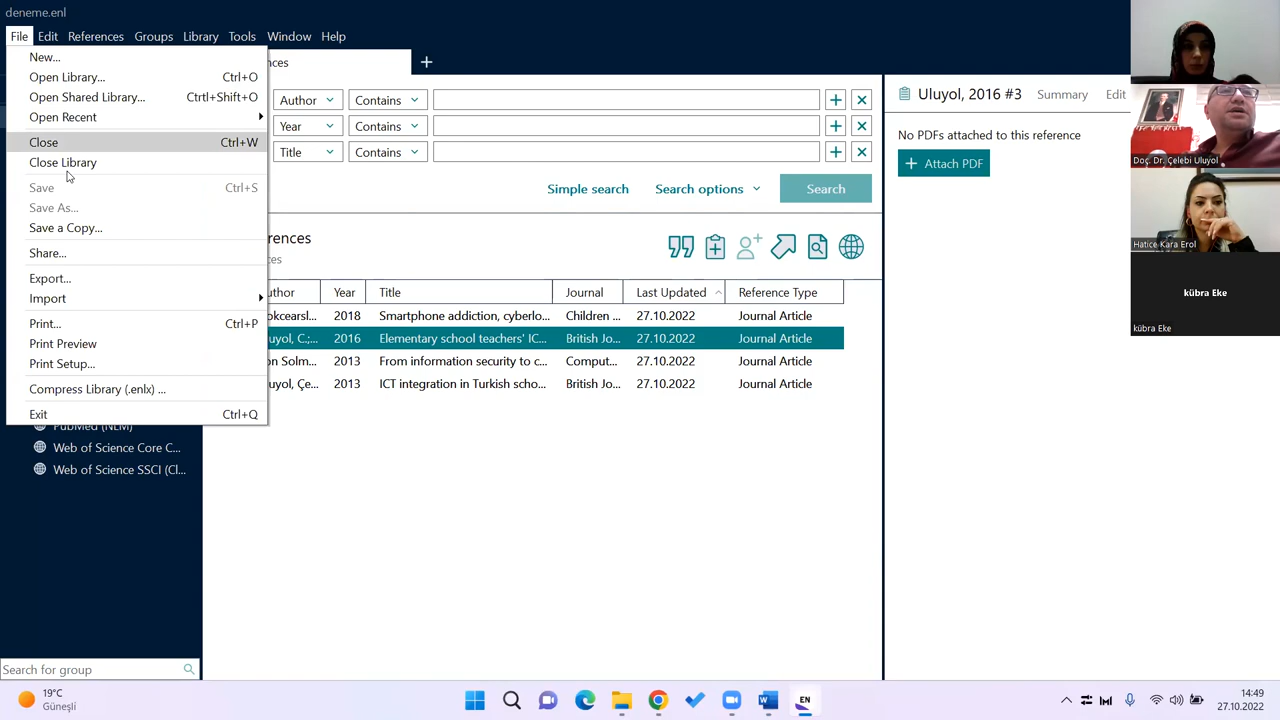 deneme.enl
File Edit References Groups Library Tools Window Help
New...
Open Library... Ctrl+O
Open Shared Library... Ctrtl+Shift+O
Open Recent
Close Ctrl+W
Close Library
Save Ctrl+S
Save As...
Save a Copy...
Share...
Export...
Import
Print... Ctrl+P
Print Preview
Print Setup...
Compress Library (.enlx) ...
Exit Ctrl+Q
PubMed (NLM)
Web of Science Core C...
Web of Science SSCI (Cl...
Search for group
Author Contains
Year Contains
Title Contains
Simple search Search options Search
Year Title Journal Last Updated Reference Type
2018 Smartphone addiction, cyberlo... Children ... 27.10.2022 Journal Article
2016 Elementary school teachers' IC... British Jo... 27.10.2022 Journal Article
2013 From information security to c... Comput... 27.10.2022 Journal Article
2013 ICT integration in Turkish scho... British Jo... 27.10.2022 Journal Article
Uluyol, 2016 #3 Summary Edit
No PDFs attached to this reference
+ Attach PDF
Doç. Dr. Çelebi Uluyol
Hatice Kara Erol
kübra Eke
kübra Eke
19°C
Güneşli
EN
14:49
27.10.2022